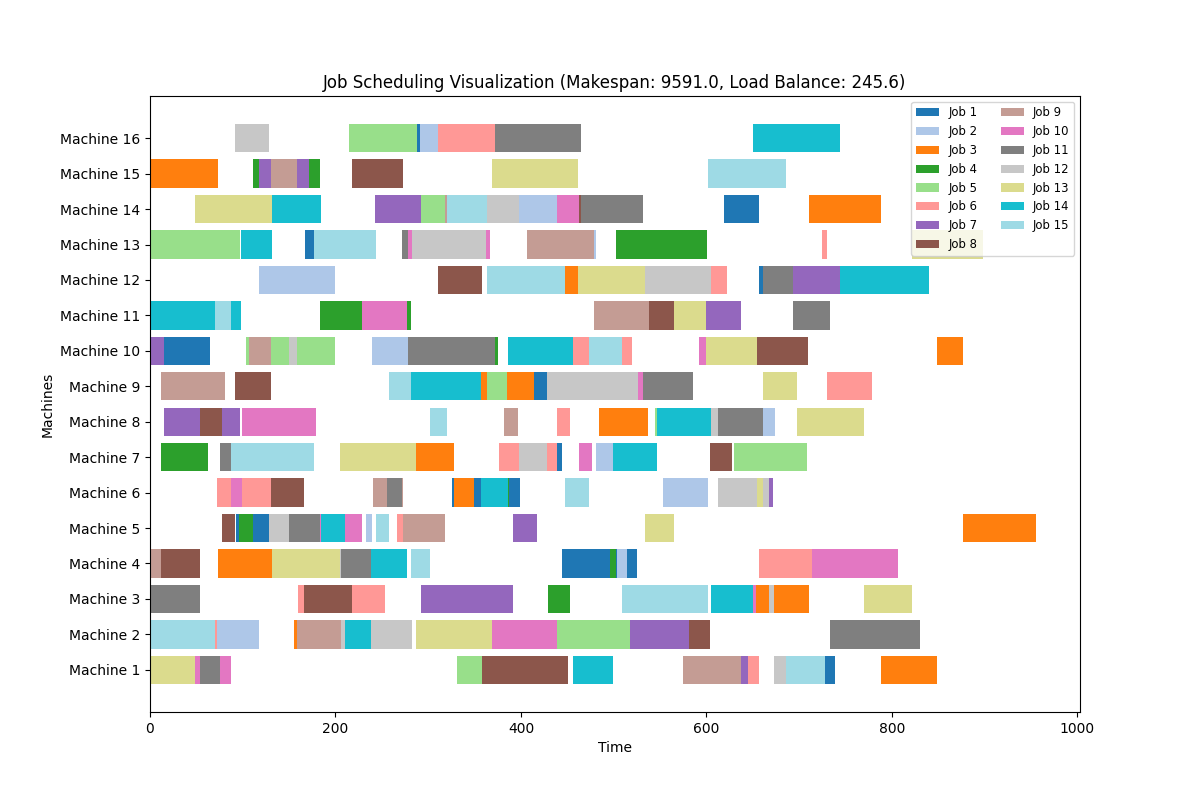 Job Scheduling Visualization (Makespan: 9591.0, Load Balance: 245.6)
Machine 16
Machine 15
Machine 14
Machine 13
Machine 12
Machine 11
Machine 10
Machine 9
Machine 8
Machine 7
Machine 6
Machine 5
Machine 4
Machine 3
Machine 2
Machine 1
Machines
0
200
400
600
800
1000
Time
Job 1
Job 2
Job 3
Job 4
Job 5
Job 6
Job 7
Job 8
Job 9
Job 10
Job 11
Job 12
Job 13
Job 14
Job 15